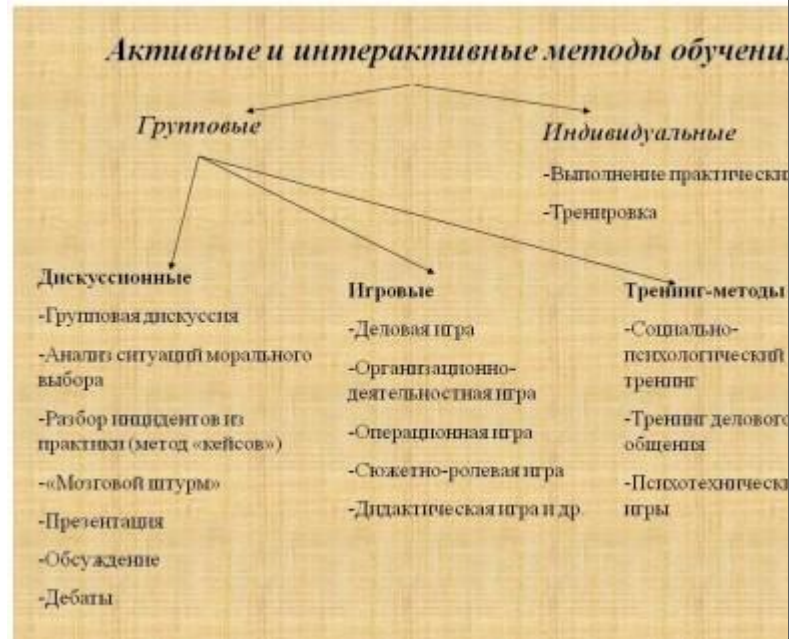 Активные и интерактивные методы обучени
Групповые
Индивидуальные
-Выполнение практически
-Тренировка
Дискуссионные
-Групповая дискуссия
-Анализ ситуаций морального
выбора
-Разбор инцидентов из
практики (метод «кейсов»)
-«Мозговой штурм»
-Презентация
-Обсуждение
-Дебаты
Игровые
-Деловая игра
-Организационно-
деятельностная игра
-Операционная игра
-Сюжетно-ролевая игра
-Дидактическая игра и др
Тренинг-методы
-Социально-
психологический
тренинг
-Тренинг делового
общения
-Психотехнически
игры